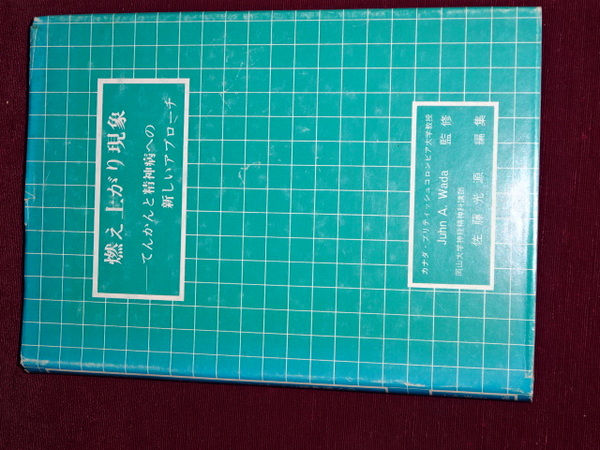 燃え上がり現象
てんかんと精神病への
新しいアプローチ
カナダ・ブリティッシュコロンビア大学教授
Juhn A. Wada 監修
岡山大学神経精神科講師
佐藤光源 編集